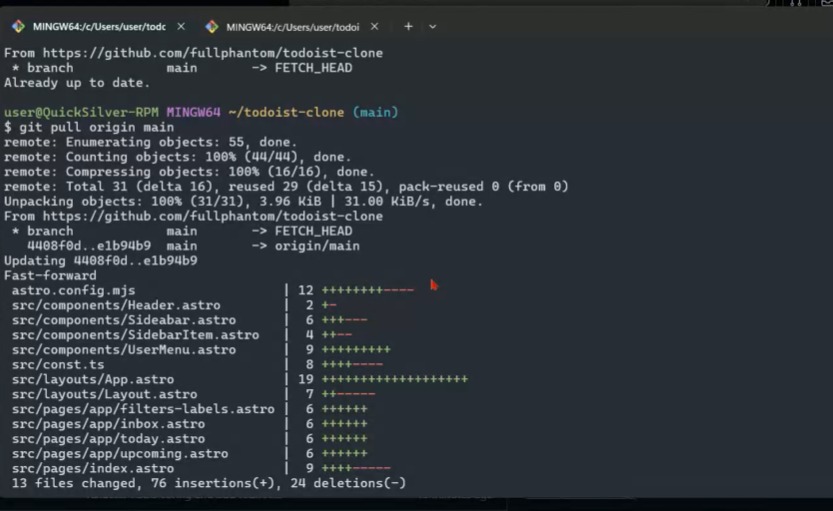 MINGW64:/c/Users/user/todc
MINGW64:/c/Users/user/todoi
From https://github.com/fullphantom/todoist-clone
 * branch            main       -> FETCH_HEAD
Already up to date.
user@QuickSilver-RPM MINGW64 ~/todoist-clone (main)
$ git pull origin main
remote: Enumerating objects: 55, done.
remote: Counting objects: 100% (44/44), done.
remote: Compressing objects: 100% (16/16), done.
remote: Total 31 (delta 16), reused 29 (delta 15), pack-reused 0 (from 0)
Unpacking objects: 100% (31/31), 3.96 KiB | 31.00 KiB/s, done.
From https://github.com/fullphantom/todoist-clone
 * branch            main       -> FETCH_HEAD
   4408f0d..e1b94b9  main       -> origin/main
Updating 4408f0d..e1b94b9
Fast-forward
 astro.config.mjs                  | 12 ++++++++----
 src/components/Header.astro       |  2 +-
 src/components/Sideabar.astro     |  6 +++---
 src/components/SidebarItem.astro  |  4 ++--
 src/components/UserMenu.astro     |  9 +++++++++
 src/const.ts                      |  8 ++++----
 src/layouts/App.astro             | 19 +++++++++++++++++++
 src/layouts/Layout.astro          |  7 ++-----
 src/pages/app/filters-labels.astro |  6 ++++++
 src/pages/app/inbox.astro         |  6 ++++++
 src/pages/app/today.astro         |  6 ++++++
 src/pages/app/upcoming.astro      |  6 ++++++
 src/pages/index.astro             |  9 ++++-----
 13 files changed, 76 insertions(+), 24 deletions(-)